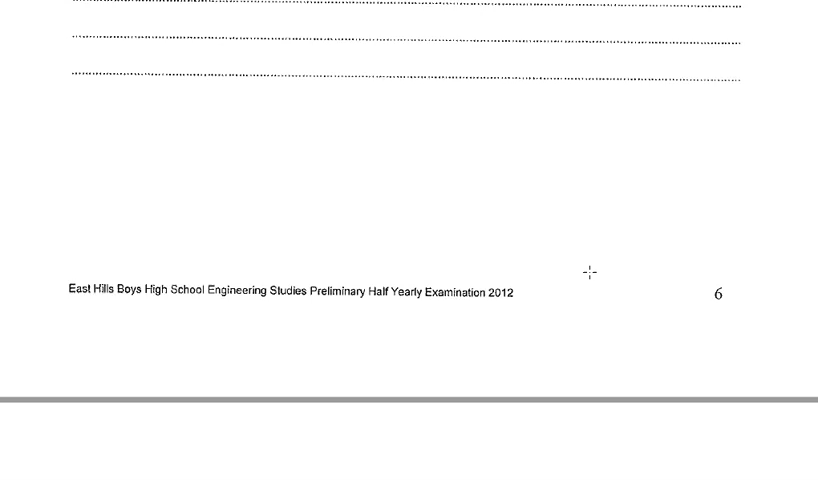 East Hills Boys High School Engineering Studies Preliminary Half Yearly Examination 2012
6